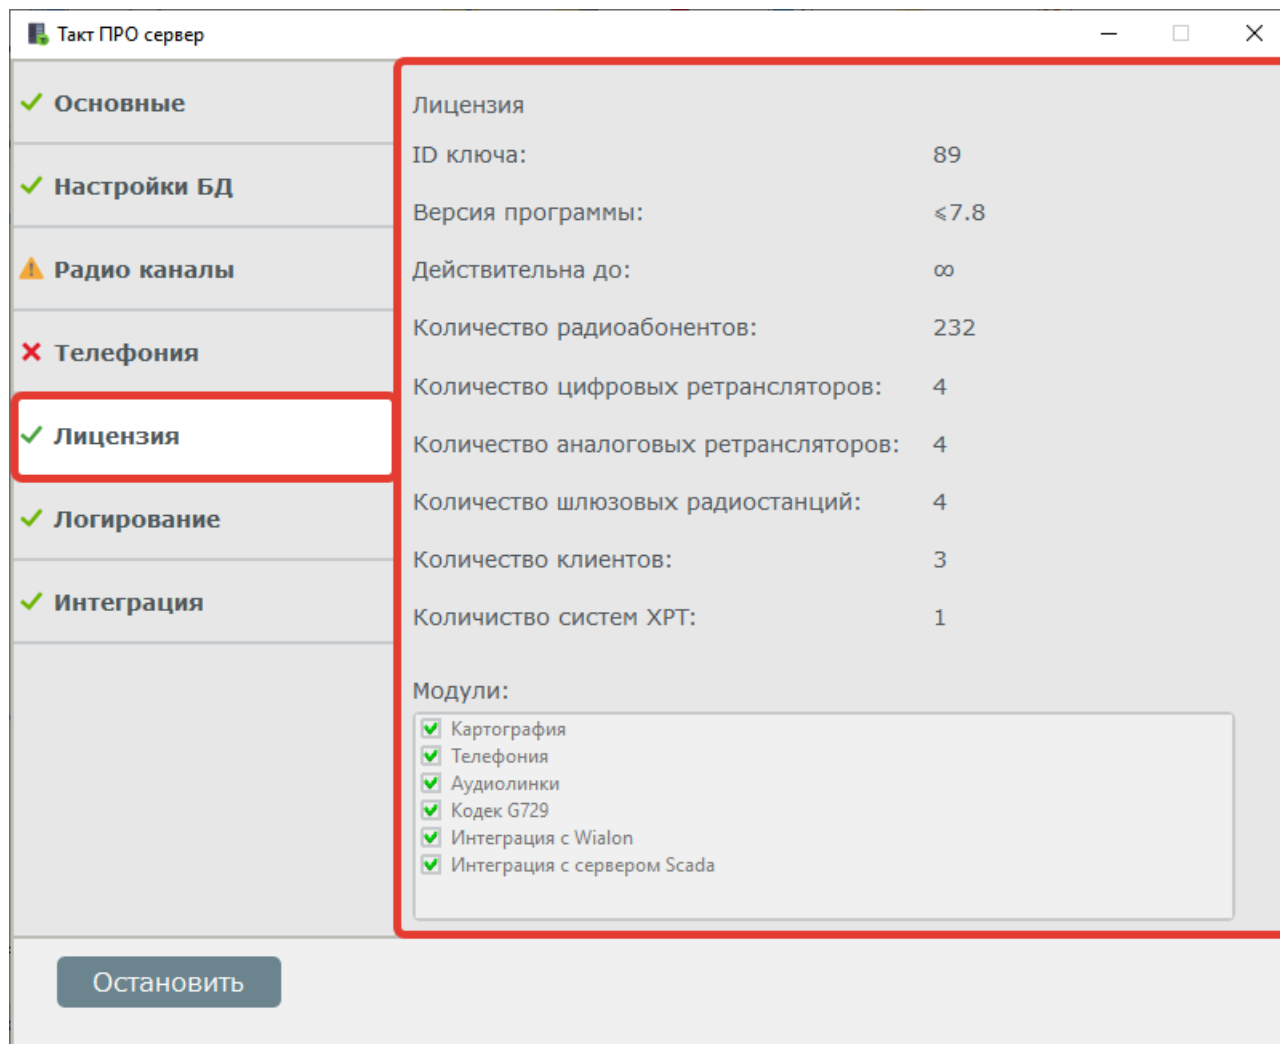 Такт ПРО сервер
Основные
Настройки БД
Радио каналы
Телефония
Лицензия
Логирование
Интеграция
Лицензия
ID ключа: 89
Версия программы: ⩽7.8
Действительна до: ∞
Количество радиоабонентов: 232
Количество цифровых ретрансляторов: 4
Количество аналоговых ретрансляторов: 4
Количество шлюзовых радиостанций: 4
Количество клиентов: 3
Количиство систем XPT: 1
Модули:
Картография
Телефония
Аудиолинки
Кодек G729
Интеграция с Wialon
Интеграция с сервером Scada
Остановить